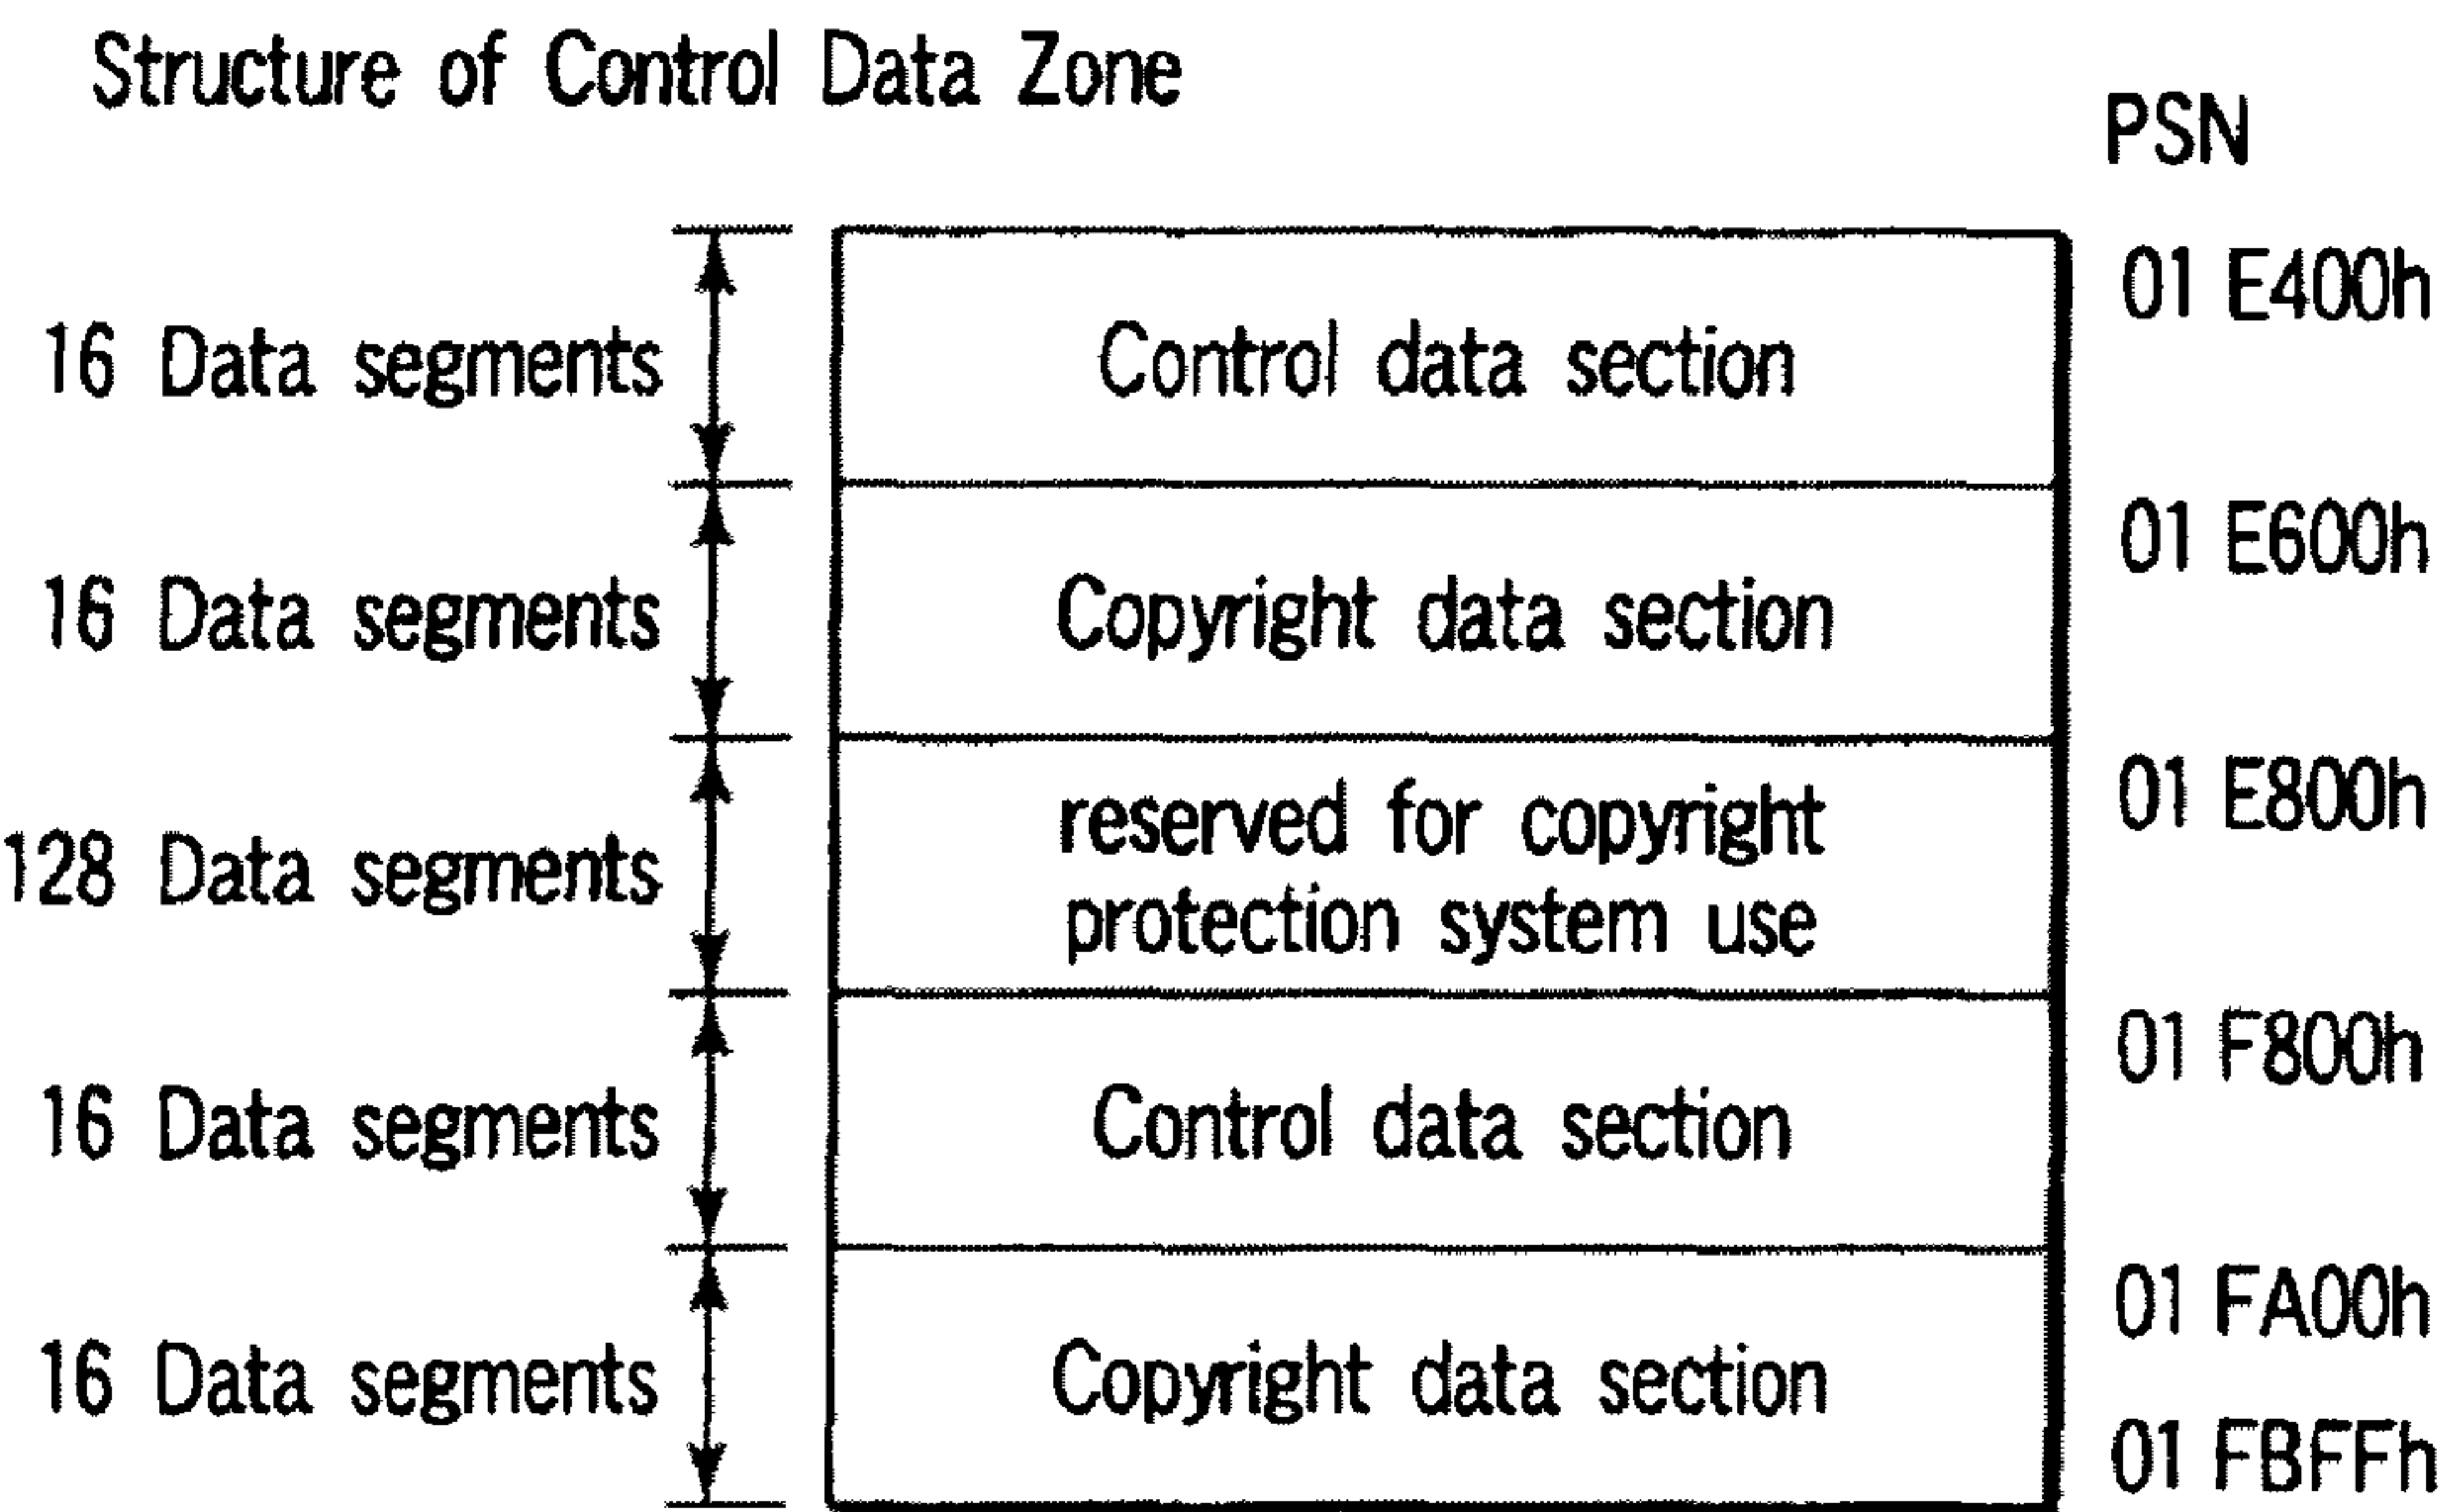 Structure of Control Data Zone
PSN
16 Data segments
Control data section
01 E400h
16 Data segments
Copyright data section
01 E600h
128 Data segments
reserved for copyright
protection system use
01 E800h
16 Data segments
Control data section
01 F800h
16 Data segments
Copyright data section
01 FA00h
01 FBFFh